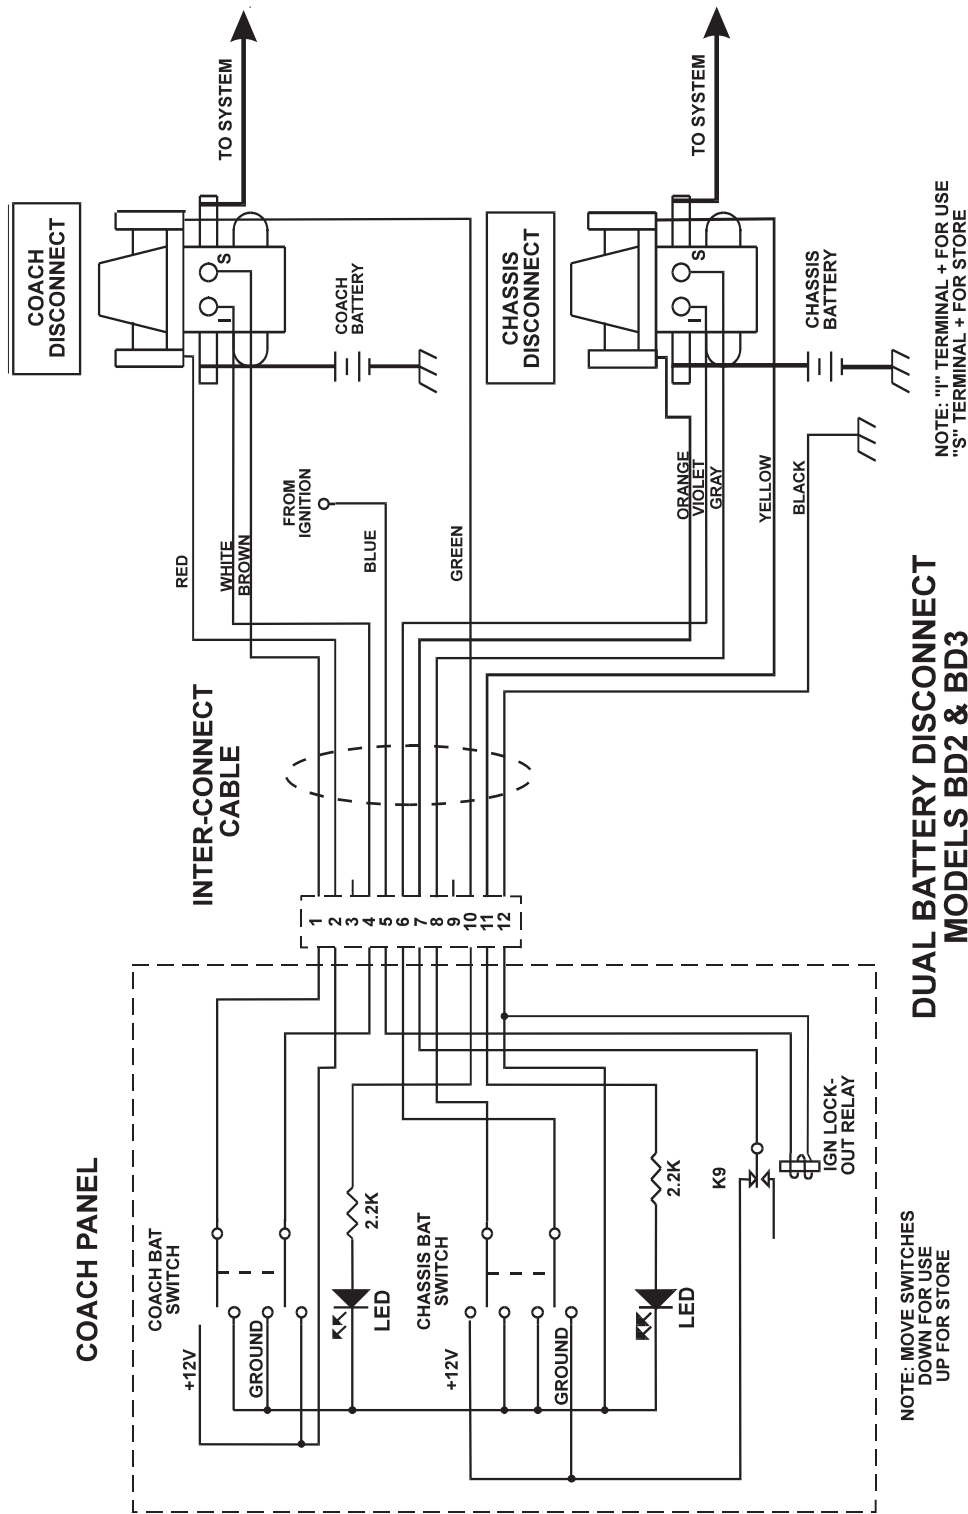 COACH PANEL
COACH BAT
SWITCH
+12V
GROUND
2.2K
LED
CHASSIS BAT
SWITCH
+12V
GROUND
2.2K
LED
K9
IGN LOCK-
OUT RELAY
NOTE: MOVE SWITCHES
DOWN FOR USE
UP FOR STORE
1
2
3
4
5
6
7
8
9
10
11
12
INTER-CONNECT
CABLE
RED
WHITE
BROWN
FROM
IGNITION
BLUE
GREEN
ORANGE
VIOLET
GRAY
YELLOW
BLACK
COACH
DISCONNECT
I
S
COACH
BATTERY
TO SYSTEM
CHASSIS
DISCONNECT
I
S
CHASSIS
BATTERY
TO SYSTEM
NOTE: "I" TERMINAL + FOR USE
"S" TERMINAL + FOR STORE
DUAL BATTERY DISCONNECT
MODELS BD2 & BD3